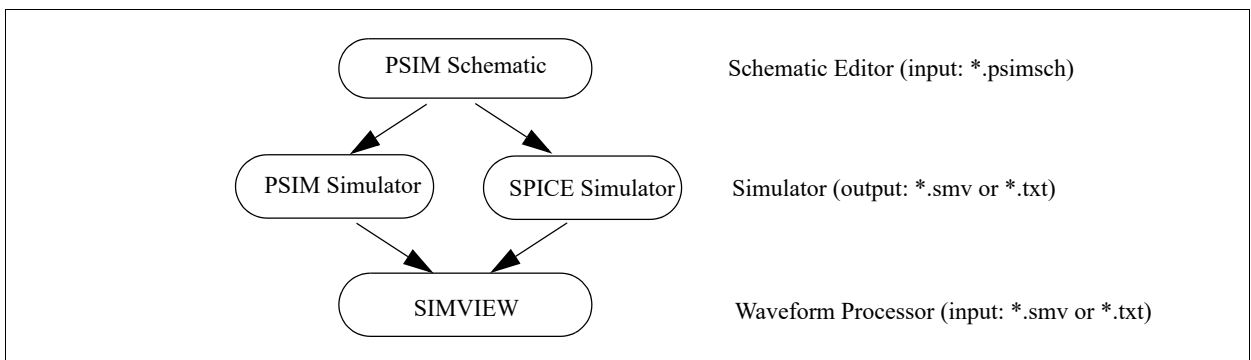 PSIM Schematic
Schematic Editor (input: *.psimsch)
PSIM Simulator
SPICE Simulator
Simulator (output: *.smv or *.txt)
SIMVIEW
Waveform Processor (input: *.smv or *.txt)